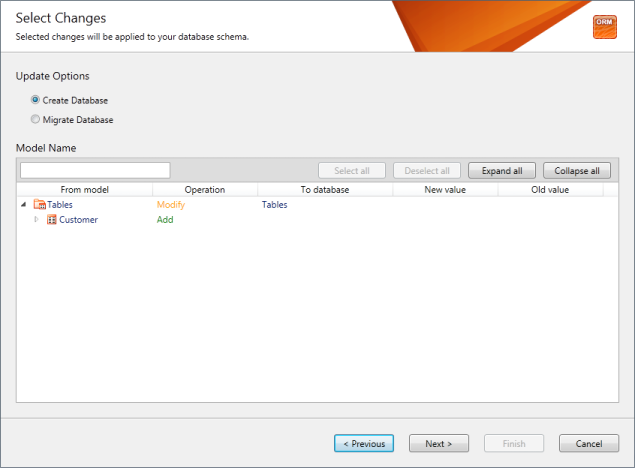 Select Changes
Selected changes will be applied to your database schema.
ORM
Update Options
Create Database
Migrate Database
Model Name
Select all Deselect all Expand all Collapse all
From model Operation To database New value Old value
Tables Modify Tables
Customer Add
< Previous Next > Finish Cancel